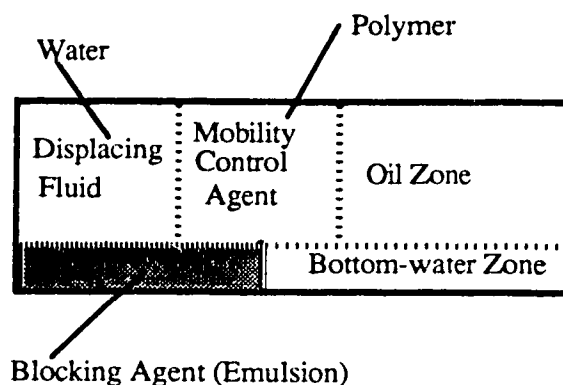 Polymer
Water
Mobility
Control
Agent
Displacing
Fluid
Oil Zone
Bottom-water Zone
Blocking Agent (Emulsion)